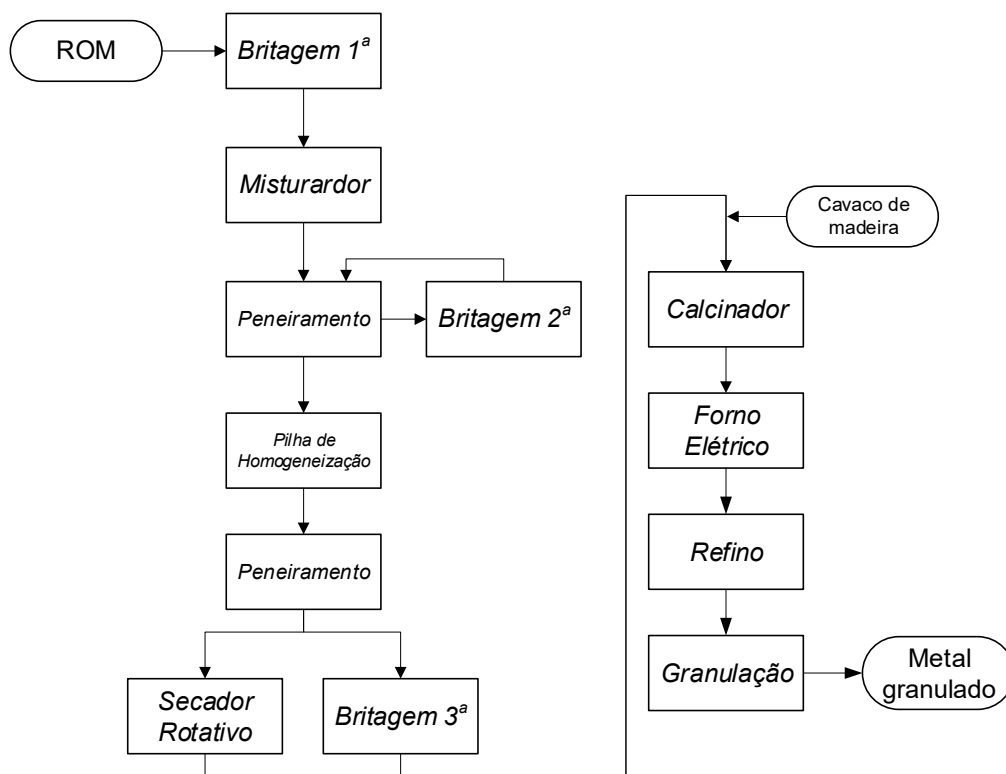 ROM
Britagem 1ª
Misturardor
Peneiramento
Britagem 2ª
Pilha de
Homogeneização
Peneiramento
Secador
Rotativo
Britagem 3ª
Cavaco de
madeira
Calcinador
Forno
Elétrico
Refino
Granulação
Metal
granulado